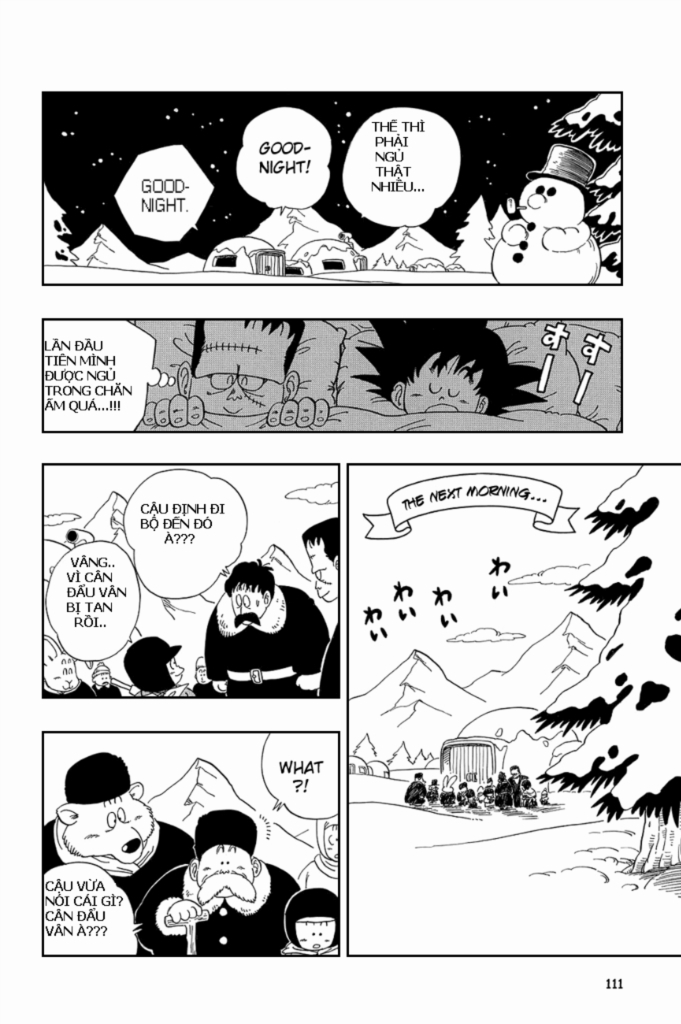 THẾ THÌ
PHẢI
NGỦ
THẬT
NHIỀU...
GOOD-
NIGHT!
GOOD-
NIGHT.
すーすー
LẦN ĐẦU
TIÊN MÌNH
ĐƯỢC NGỦ
TRONG CHĂN
ẤM QUÁ...!!!
THE NEXT MORNING...
わい
わい
わい
わい
CẬU ĐỊNH ĐI
BỘ ĐẾN ĐÓ
À???
VÂNG..
VÌ CÂN
ĐẨU VÂN
BỊ TAN
RỒI..
WHAT
?!
CẬU VỪA
NÓI CÁI GÌ?
CÂN ĐẨU
VÂN À???
111